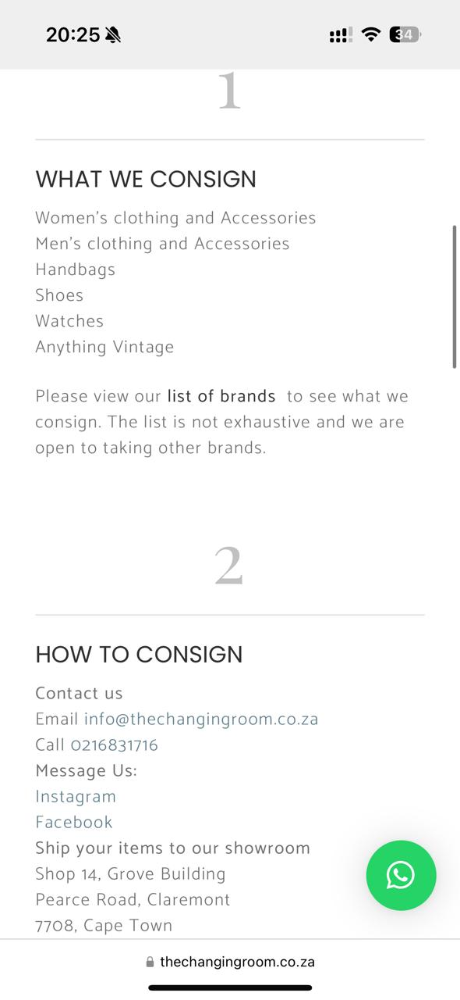 20:25
34
1
WHAT WE CONSIGN
Women’s clothing and Accessories
Men’s clothing and Accessories
Handbags
Shoes
Watches
Anything Vintage
Please view our list of brands to see what we
consign. The list is not exhaustive and we are
open to taking other brands.
2
HOW TO CONSIGN
Contact us
Email info@thechangingroom.co.za
Call 0216831716
Message Us:
Instagram
Facebook
Ship your items to our showroom
Shop 14, Grove Building
Pearce Road, Claremont
7708, Cape Town
thechangingroom.co.za